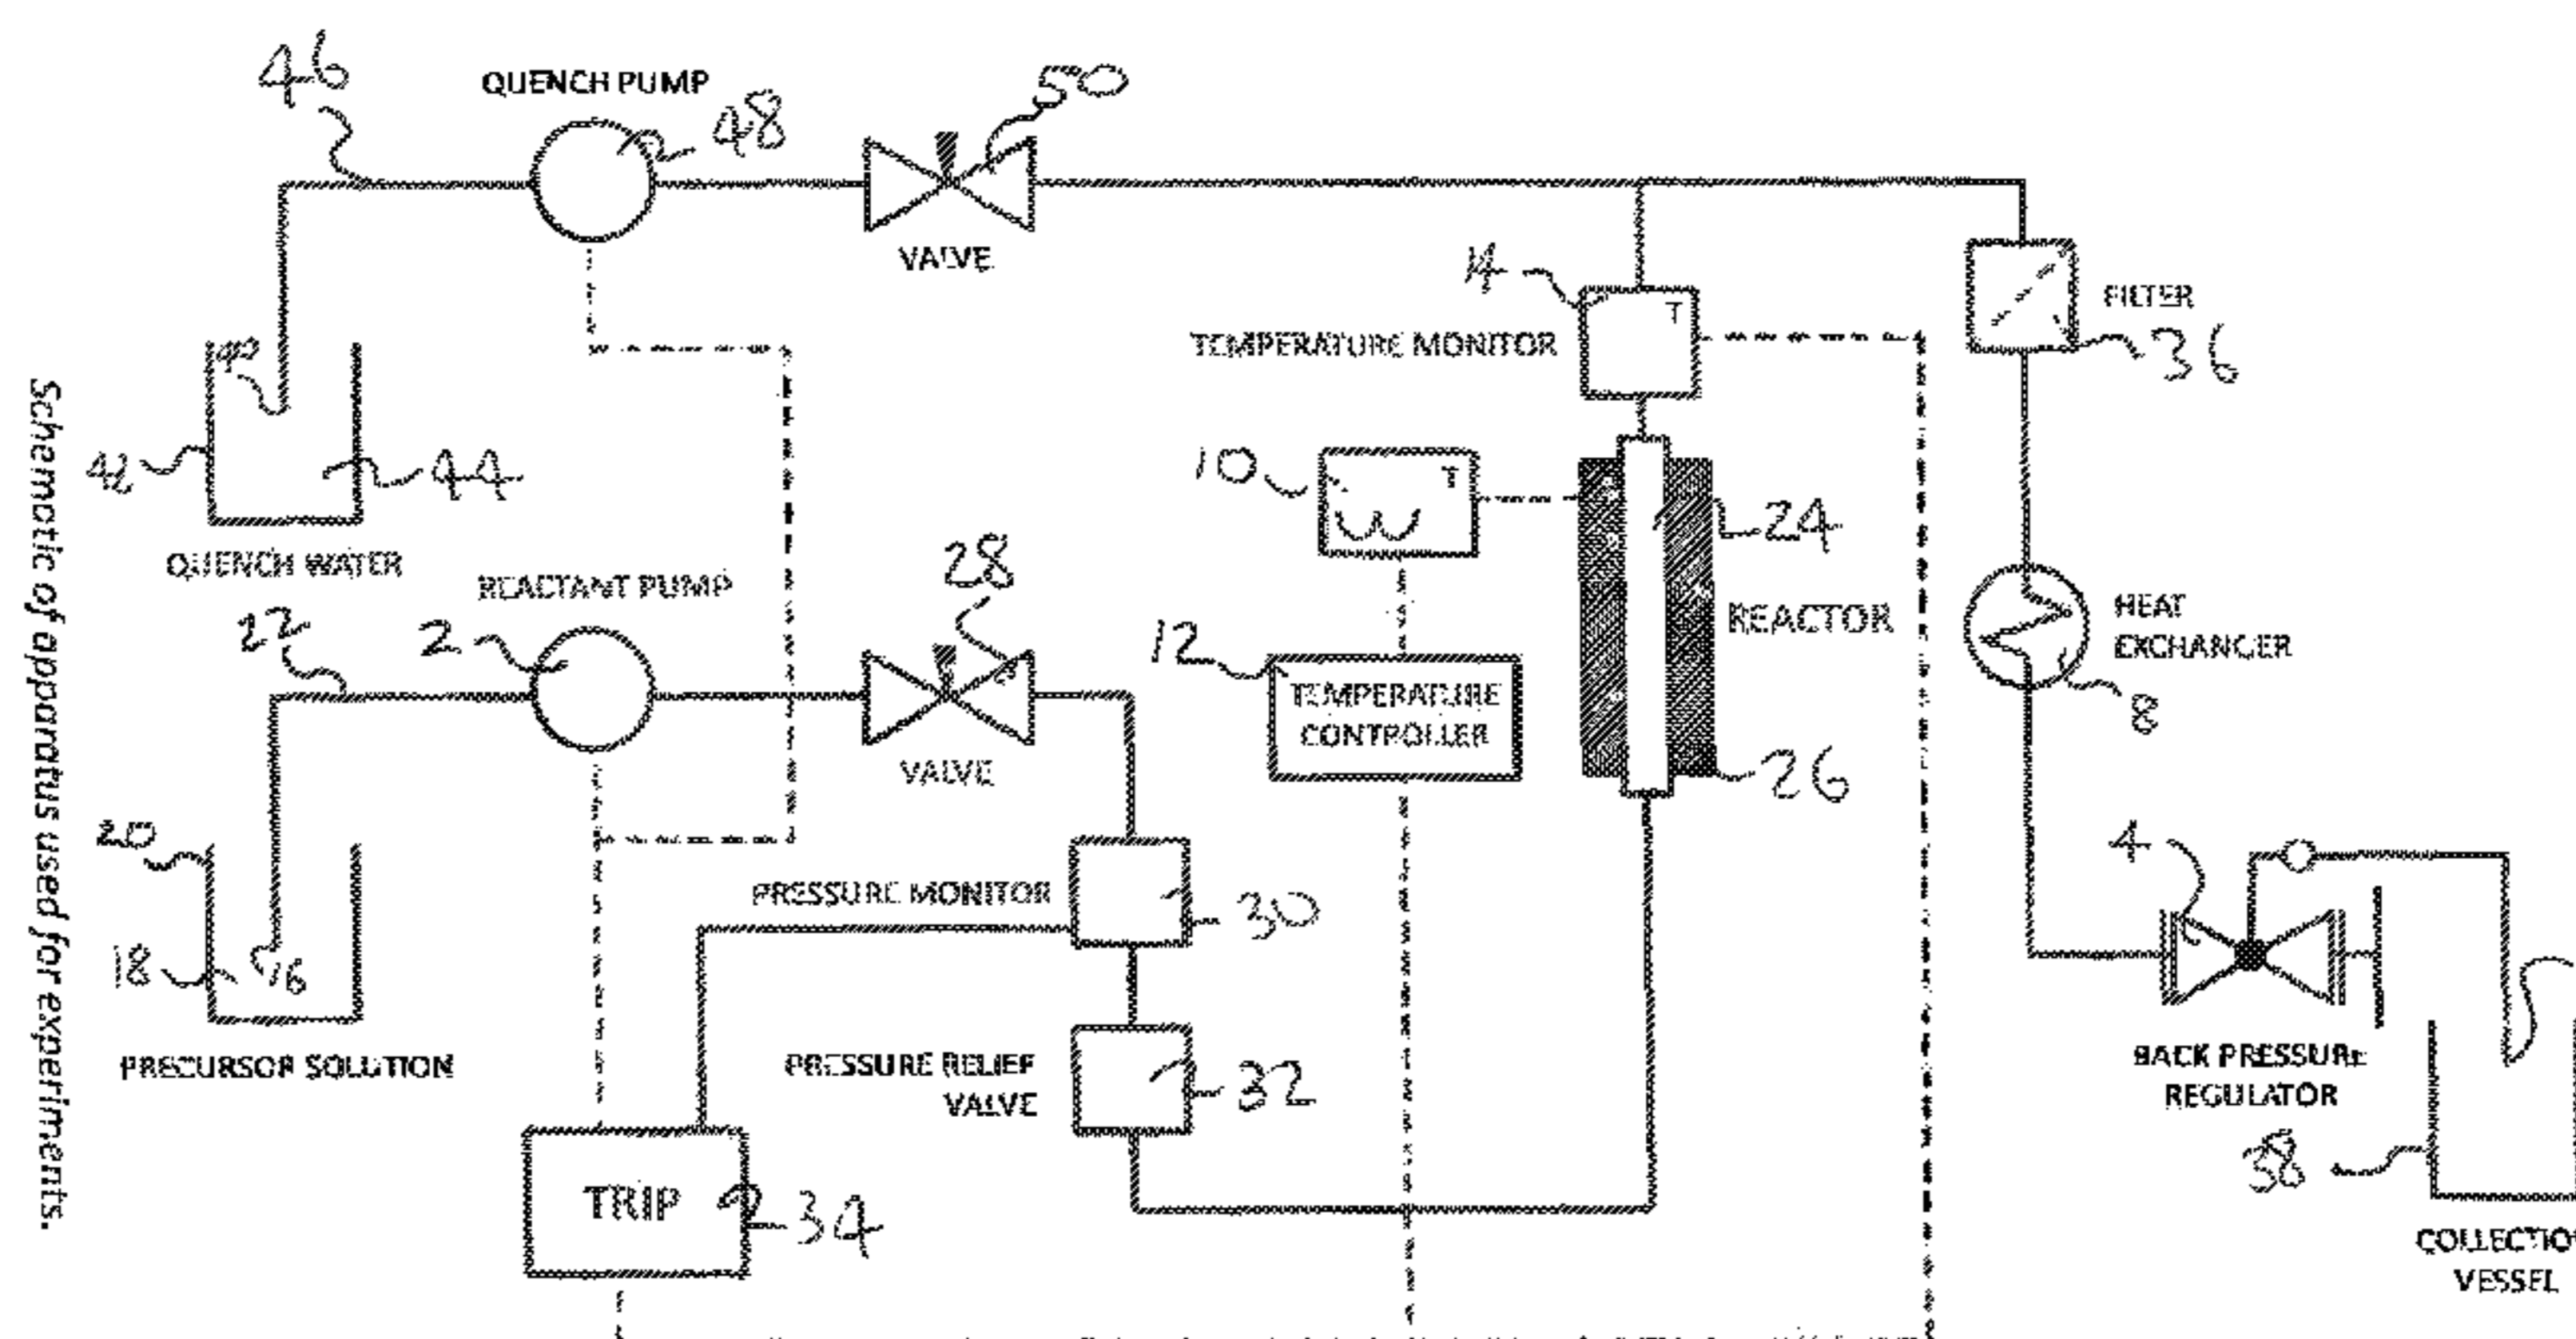 46
QUENCH PUMP
48
50
VALVE
14
T
TEMPERATURE MONITOR
FILTER
36
40
42
44
QUENCH WATER
10
T
24
REACTOR
22
REACTANT PUMP
2
28
VALVE
12
TEMPERATURE
CONTROLLER
26
HEAT
EXCHANGER
8
20
18
16
PRECURSOR SOLUTION
PRESSURE MONITOR
30
PRESSURE RELIEF
VALVE
32
TRIP
34
4
BACK PRESSURE
REGULATOR
38
COLLECTIO
VESSEL
Schematic of apparatus used for experiments.